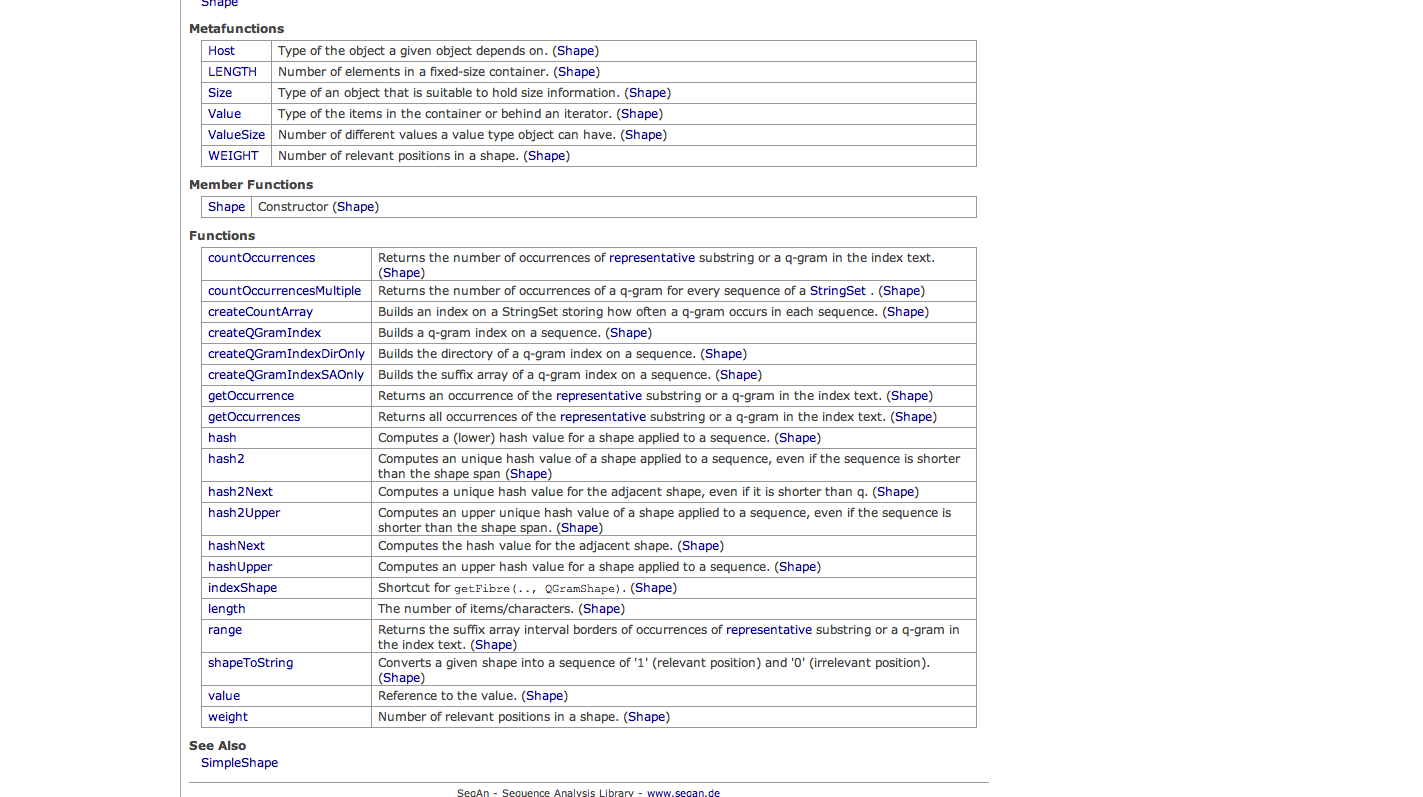 Shape
Metafunctions
Host Type of the object a given object depends on. (Shape)
LENGTH Number of elements in a fixed-size container. (Shape)
Size Type of an object that is suitable to hold size information. (Shape)
Value Type of the items in the container or behind an iterator. (Shape)
ValueSize Number of different values a value type object can have. (Shape)
WEIGHT Number of relevant positions in a shape. (Shape)
Member Functions
Shape Constructor (Shape)
Functions
countOccurrences Returns the number of occurrences of representative substring or a q-gram in the index text.
(Shape)
countOccurrencesMultiple Returns the number of occurrences of a q-gram for every sequence of a StringSet . (Shape)
createCountArray Builds an index on a StringSet storing how often a q-gram occurs in each sequence. (Shape)
createQGramIndex Builds a q-gram index on a sequence. (Shape)
createQGramIndexDirOnly Builds the directory of a q-gram index on a sequence. (Shape)
createQGramIndexSAOnly Builds the suffix array of a q-gram index on a sequence. (Shape)
getOccurrence Returns an occurrence of the representative substring or a q-gram in the index text. (Shape)
getOccurrences Returns all occurrences of the representative substring or a q-gram in the index text. (Shape)
hash Computes a (lower) hash value for a shape applied to a sequence. (Shape)
hash2 Computes an unique hash value of a shape applied to a sequence, even if the sequence is shorter
than the shape span (Shape)
hash2Next Computes a unique hash value for the adjacent shape, even if it is shorter than q. (Shape)
hash2Upper Computes an upper unique hash value of a shape applied to a sequence, even if the sequence is
shorter than the shape span. (Shape)
hashNext Computes the hash value for the adjacent shape. (Shape)
hashUpper Computes an upper hash value for a shape applied to a sequence. (Shape)
indexShape Shortcut for getFibre(.., QGramShape). (Shape)
length The number of items/characters. (Shape)
range Returns the suffix array interval borders of occurrences of representative substring or a q-gram in
the index text. (Shape)
shapeToString Converts a given shape into a sequence of '1' (relevant position) and '0' (irrelevant position).
(Shape)
value Reference to the value. (Shape)
weight Number of relevant positions in a shape. (Shape)
See Also
SimpleShape
SeqAn - Sequence Analysis Library - www.seqan.de